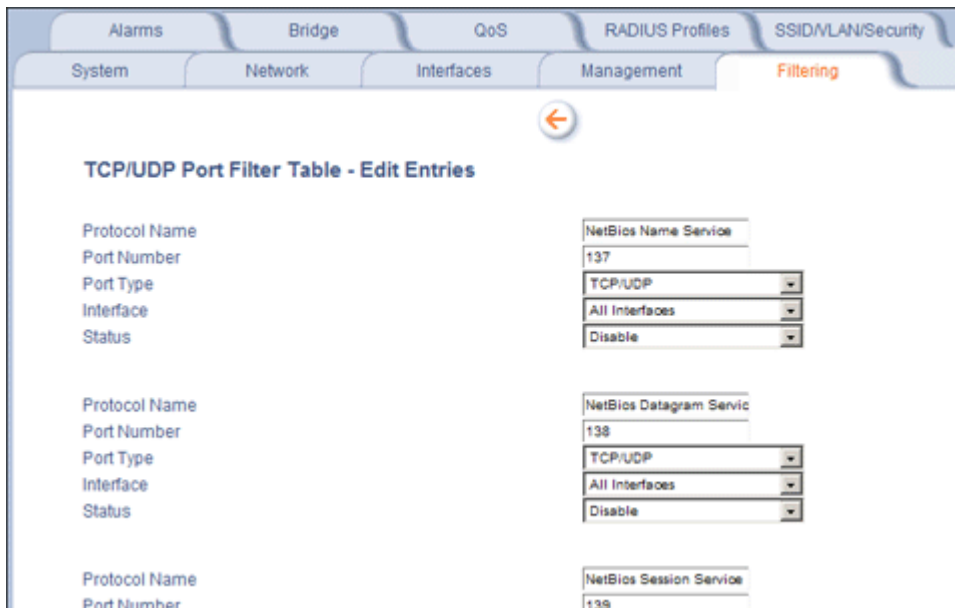 Alarms Bridge QoS RADIUS Profiles SSID/VLAN/Security
System Network Interfaces Management Filtering
TCP/UDP Port Filter Table - Edit Entries
Protocol Name NetBios Name Service
Port Number 137
Port Type TCP/UDP
Interface All Interfaces
Status Disable
Protocol Name NetBios Datagram Servic
Port Number 138
Port Type TCP/UDP
Interface All Interfaces
Status Disable
Protocol Name NetBios Session Service
Port Number 139